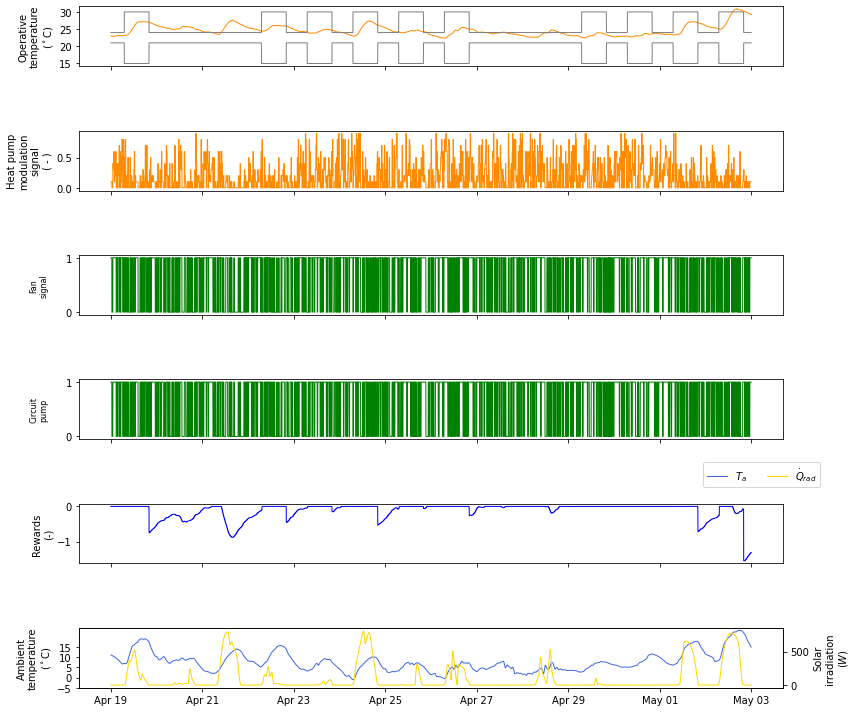 Operative
temperature
(°C)
30
25
20
15
Heat pump
modulation
signal
( - )
0.5
0.0
Fan
signal
1
0
Circuit
pump
1
0
T_a
Q̇_rad
Rewards
(-)
0
−1
Ambient
temperature
(°C)
15
10
5
0
−5
500
0
Solar
irradiation
(W)
Apr 19 Apr 21 Apr 23 Apr 25 Apr 27 Apr 29 May 01 May 03